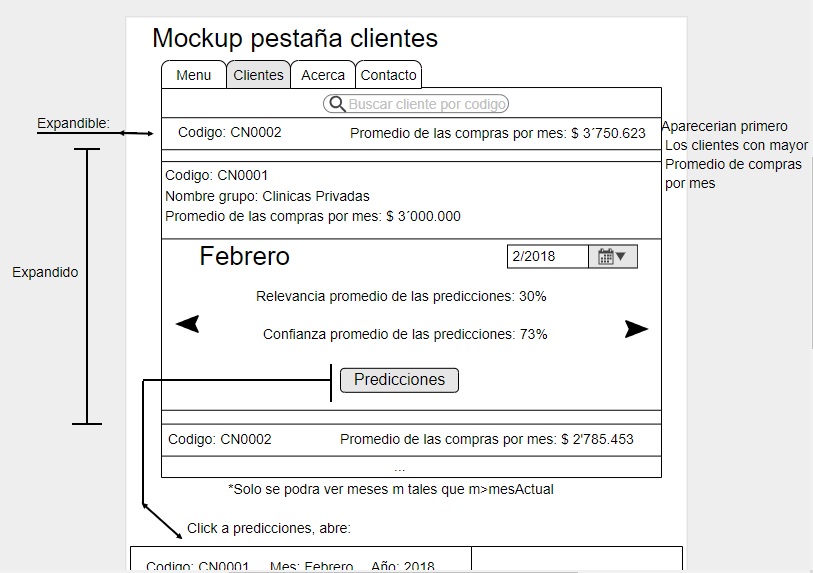 Mockup pestaña clientes
Menu
Clientes
Acerca
Contacto
Buscar cliente por codigo
Expandible:
Codigo: CN0002
Promedio de las compras por mes: $ 3´750.623
Aparecerian primero
Los clientes con mayor
Promedio de compras
por mes
Codigo: CN0001
Nombre grupo: Clinicas Privadas
Promedio de las compras por mes: $ 3´000.000
Febrero
2/2018
Expandido
Relevancia promedio de las predicciones: 30%
Confianza promedio de las predicciones: 73%
Predicciones
Codigo: CN0002
Promedio de las compras por mes: $ 2'785.453
...
*Solo se podra ver meses m tales que m>mesActual
Click a predicciones, abre:
Codigo: CN0001
Mes: Febrero
Año: 2018